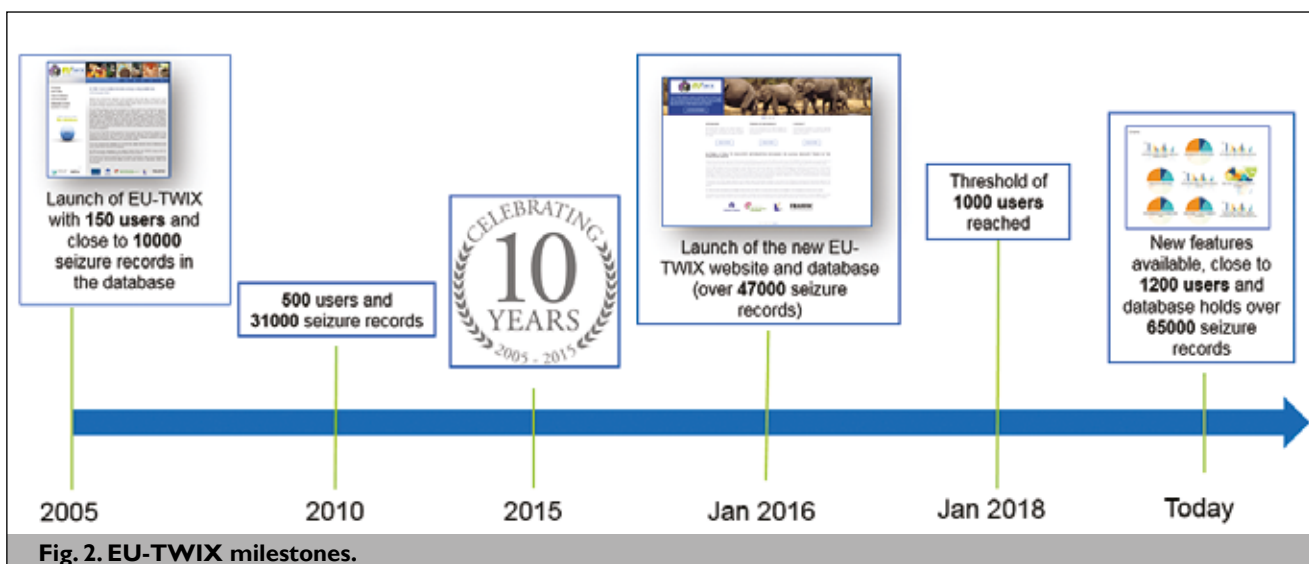 Launch of EU-TWIX
with 150 users and
close to 10000
seizure records in
the database
500 users and
31000 seizure records
CELEBRATING
10
YEARS
2005 - 2015
Launch of the new EU-
TWIX website and database
(over 47000 seizure
records)
Threshold of
1000 users
reached
New features
available, close to
1200 users and
database holds over
65000 seizure
records
2005
2010
2015
Jan 2016
Jan 2018
Today
Fig. 2. EU-TWIX milestones.